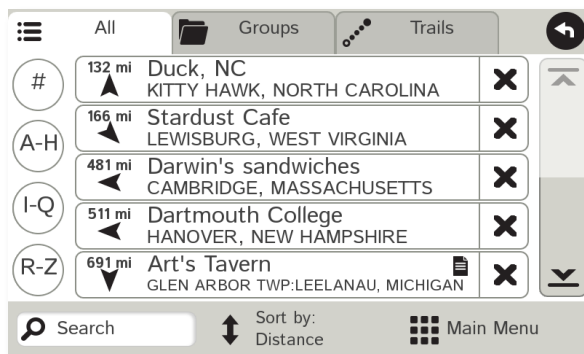 All
Groups
Trails
#
A-H
I-Q
R-Z
132 mi
Duck, NC
KITTY HAWK, NORTH CAROLINA
166 mi
Stardust Cafe
LEWISBURG, WEST VIRGINIA
481 mi
Darwin's sandwiches
CAMBRIDGE, MASSACHUSETTS
511 mi
Dartmouth College
HANOVER, NEW HAMPSHIRE
691 mi
Art's Tavern
GLEN ARBOR TWP:LEELANAU, MICHIGAN
Search
Sort by:
Distance
Main Menu